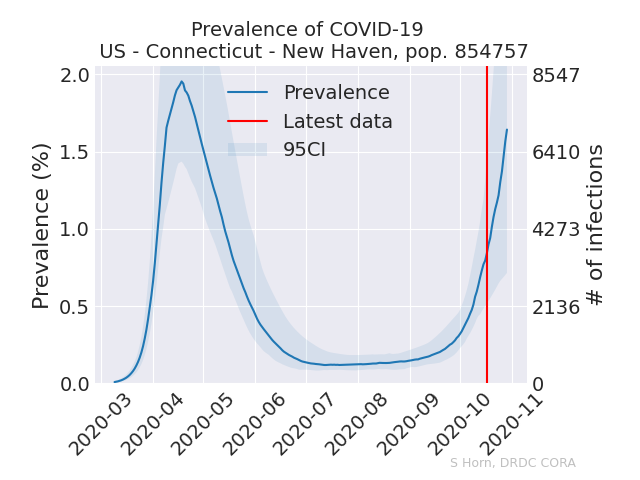 Prevalence of COVID-19
US - Connecticut - New Haven, pop. 854757
Prevalence (%)
2.0
1.5
1.0
0.5
0.0
Prevalence
Latest data
95CI
8547
6410
4273
2136
0
# of infections
2020-03
2020-04
2020-05
2020-06
2020-07
2020-08
2020-09
2020-10
2020-11
S Horn, DRDC CORA